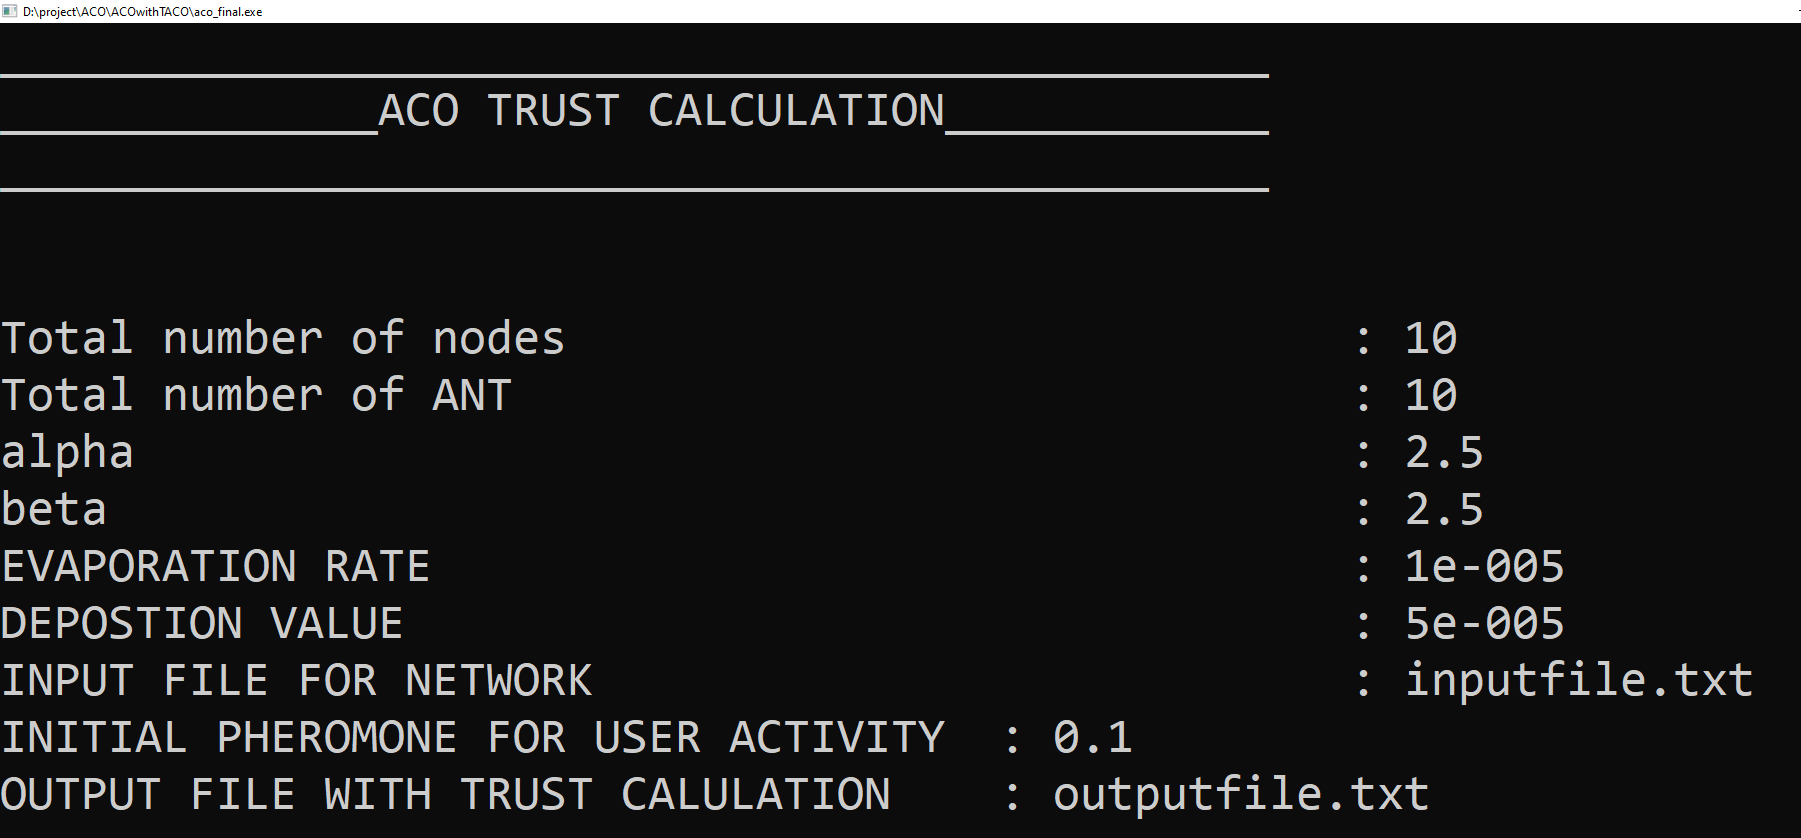 D:\project\ACO\ACOwithTACO\aco_final.exe
ACO TRUST CALCULATION
Total number of nodes : 10
Total number of ANT : 10
alpha : 2.5
beta : 2.5
EVAPORATION RATE : 1e-005
DEPOSTION VALUE : 5e-005
INPUT FILE FOR NETWORK : inputfile.txt
INITIAL PHEROMONE FOR USER ACTIVITY : 0.1
OUTPUT FILE WITH TRUST CALULATION : outputfile.txt